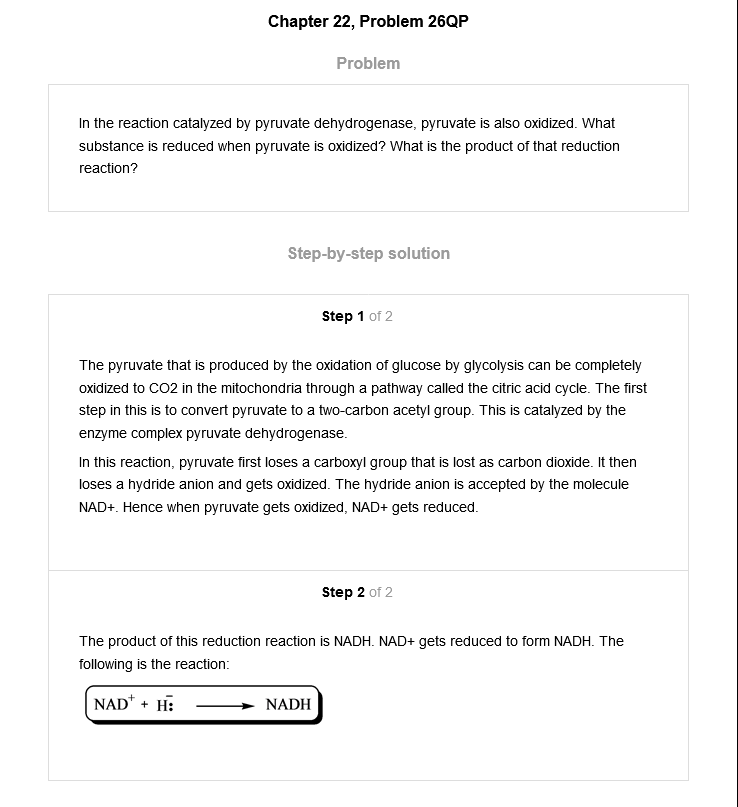 Chapter 22, Problem 26QP
Problem
In the reaction catalyzed by pyruvate dehydrogenase, pyruvate is also oxidized. What
substance is reduced when pyruvate is oxidized? What is the product of that reduction
reaction?
Step-by-step solution
Step 1 of 2
The pyruvate that is produced by the oxidation of glucose by glycolysis can be completely
oxidized to CO2 in the mitochondria through a pathway called the citric acid cycle. The first
step in this is to convert pyruvate to a two-carbon acetyl group. This is catalyzed by the
enzyme complex pyruvate dehydrogenase.
In this reaction, pyruvate first loses a carboxyl group that is lost as carbon dioxide. It then
loses a hydride anion and gets oxidized. The hydride anion is accepted by the molecule
NAD+. Hence when pyruvate gets oxidized, NAD+ gets reduced.
Step 2 of 2
The product of this reduction reaction is NADH. NAD+ gets reduced to form NADH. The
following is the reaction:
NAD⁺ + H:⁻ ⟶ NADH